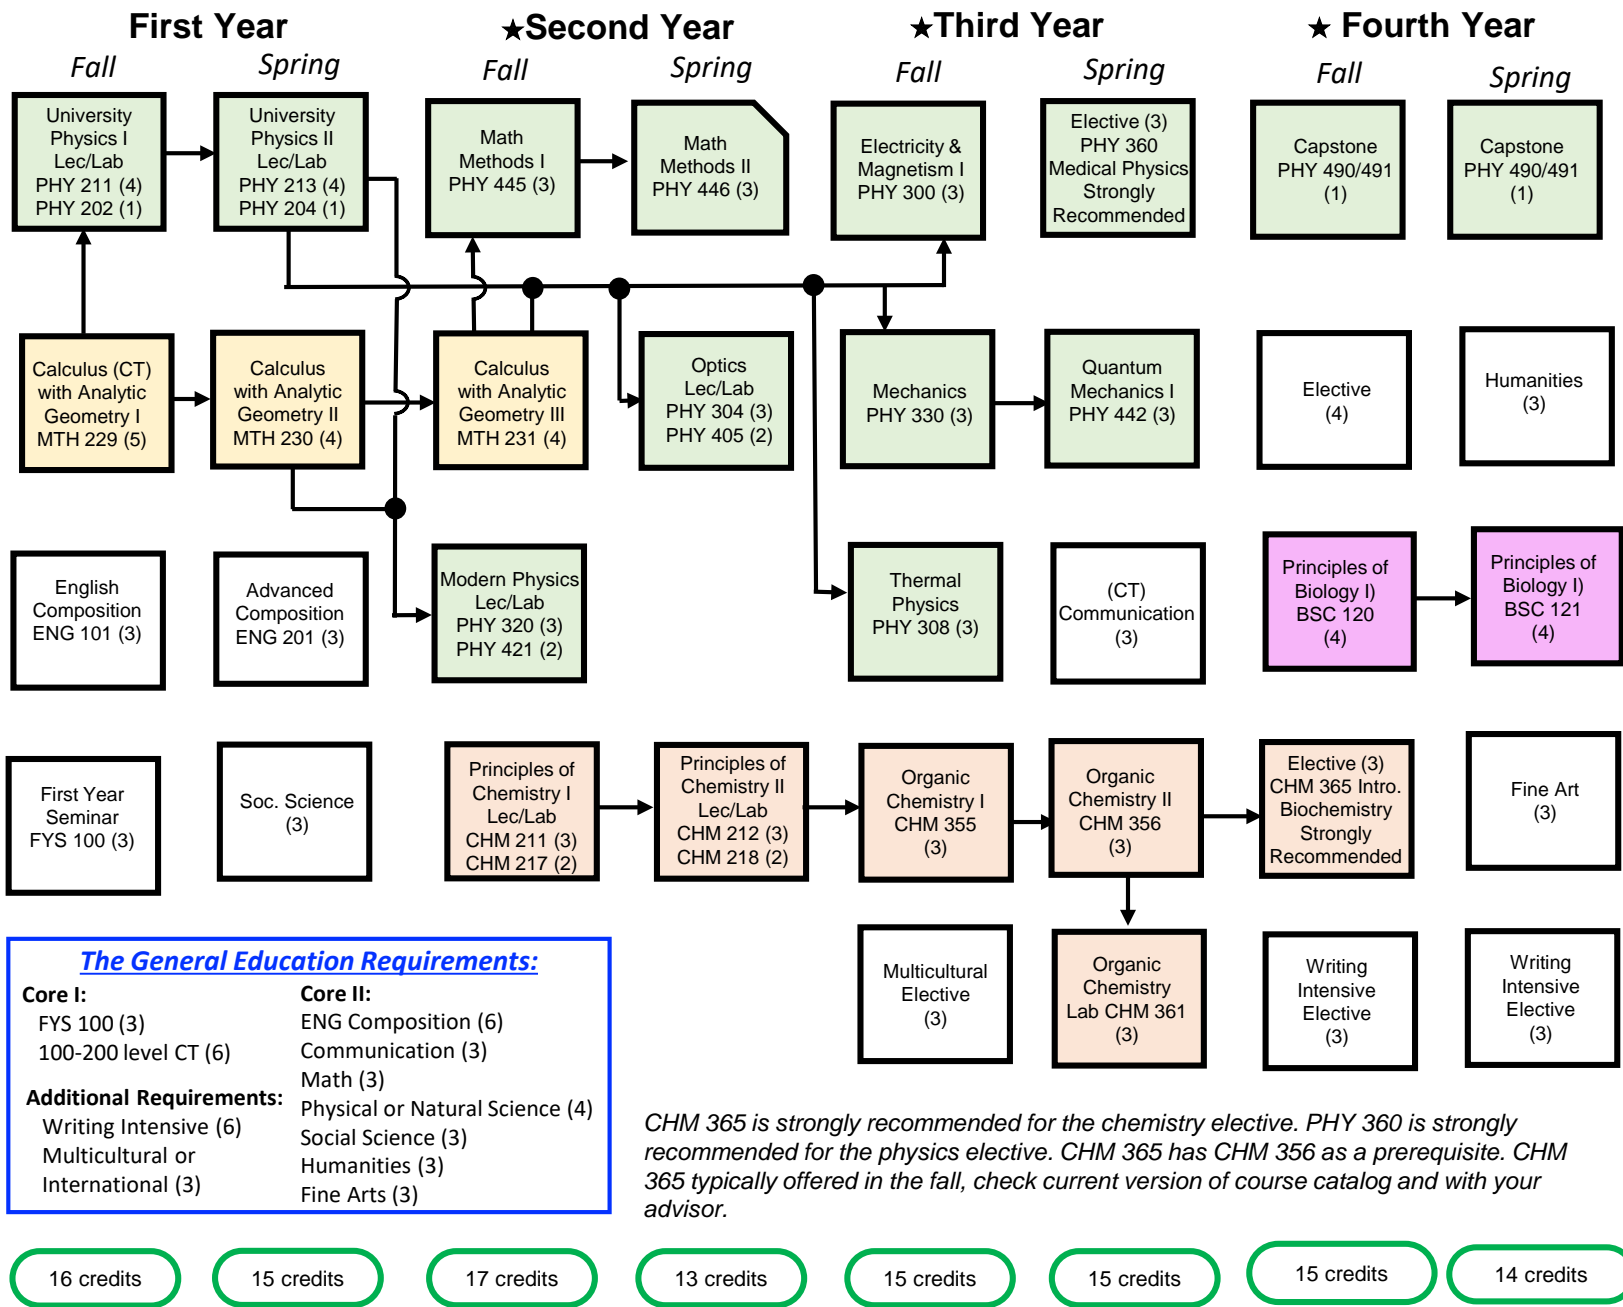 First Year
★Second Year
★Third Year
★ Fourth Year
Fall
Spring
Fall
Spring
Fall
Spring
Fall
Spring
University
Physics I
Lec/Lab
PHY 211 (4)
PHY 202 (1)
University
Physics II
Lec/Lab
PHY 213 (4)
PHY 204 (1)
Math
Methods I
PHY 445 (3)
Math
Methods II
PHY 446 (3)
Electricity &
Magnetism I
PHY 300 (3)
Elective (3)
PHY 360
Medical Physics
Strongly
Recommended
Capstone
PHY 490/491
(1)
Capstone
PHY 490/491
(1)
Calculus (CT)
with Analytic
Geometry I
MTH 229 (5)
Calculus
with Analytic
Geometry II
MTH 230 (4)
Calculus
with Analytic
Geometry III
MTH 231 (4)
Optics
Lec/Lab
PHY 304 (3)
PHY 405 (2)
Mechanics
PHY 330 (3)
Quantum
Mechanics I
PHY 442 (3)
Elective
(4)
Humanities
(3)
English
Composition
ENG 101 (3)
Advanced
Composition
ENG 201 (3)
Modern Physics
Lec/Lab
PHY 320 (3)
PHY 421 (2)
Thermal
Physics
PHY 308 (3)
(CT)
Communication
(3)
Principles of
Biology I)
BSC 120
(4)
Principles of
Biology I)
BSC 121
(4)
First Year
Seminar
FYS 100 (3)
Soc. Science
(3)
Principles of
Chemistry I
Lec/Lab
CHM 211 (3)
CHM 217 (2)
Principles of
Chemistry II
Lec/Lab
CHM 212 (3)
CHM 218 (2)
Organic
Chemistry I
CHM 355
(3)
Organic
Chemistry II
CHM 356
(3)
Elective (3)
CHM 365 Intro.
Biochemistry
Strongly
Recommended
Fine Art
(3)
Multicultural
Elective
(3)
Organic
Chemistry
Lab CHM 361
(3)
Writing
Intensive
Elective
(3)
Writing
Intensive
Elective
(3)
The General Education Requirements:
Core I:
FYS 100 (3)
100-200 level CT (6)
Additional Requirements:
Writing Intensive (6)
Multicultural or
International (3)
Core II:
ENG Composition (6)
Communication (3)
Math (3)
Physical or Natural Science (4)
Social Science (3)
Humanities (3)
Fine Arts (3)
CHM 365 is strongly recommended for the chemistry elective. PHY 360 is strongly
recommended for the physics elective. CHM 365 has CHM 356 as a prerequisite. CHM
365 typically offered in the fall, check current version of course catalog and with your
advisor.
16 credits
15 credits
17 credits
13 credits
15 credits
15 credits
15 credits
14 credits